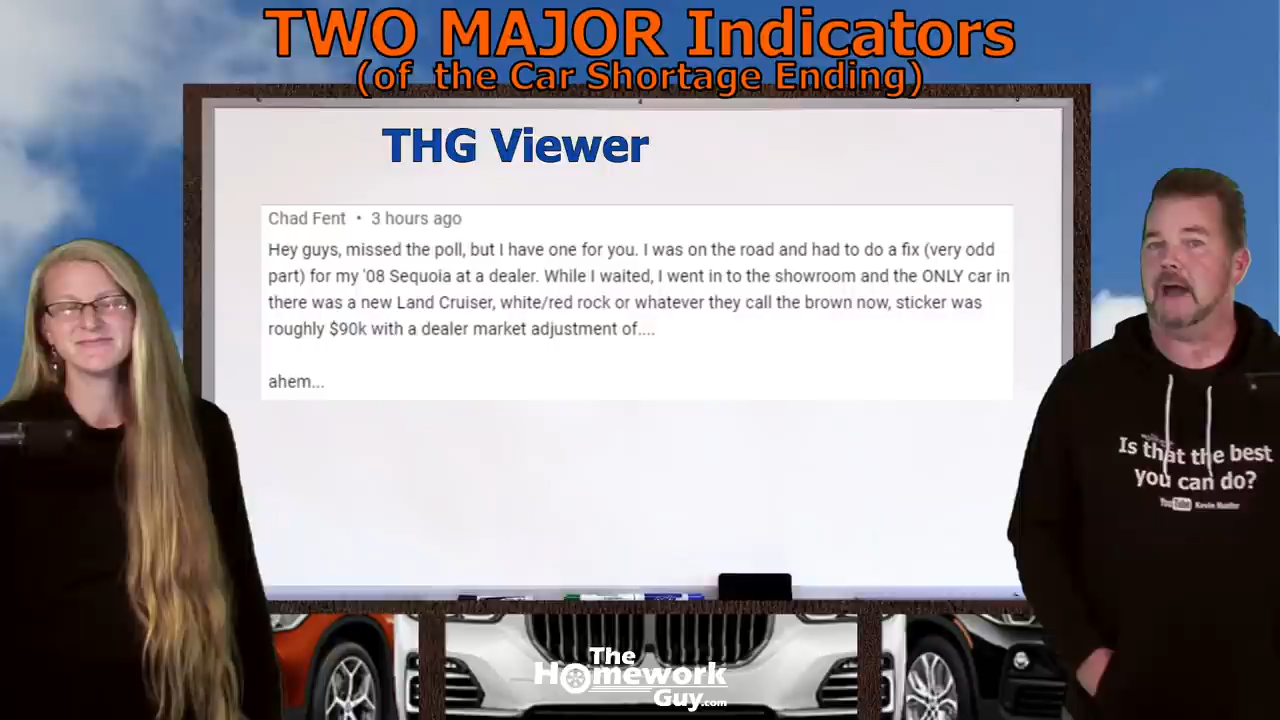 TWO MAJOR Indicators
(of the Car Shortage Ending)
THG Viewer
Chad Fent • 3 hours ago
Hey guys, missed the poll, but I have one for you. I was on the road and had to do a fix (very odd
part) for my '08 Sequoia at a dealer. While I waited, I went in to the showroom and the ONLY car in
there was a new Land Cruiser, white/red rock or whatever they call the brown now, sticker was
roughly $90k with a dealer market adjustment of....
ahem...
Is that the best
you can do?
YouTube Kevin Hunter
The
Homework
Guy.com